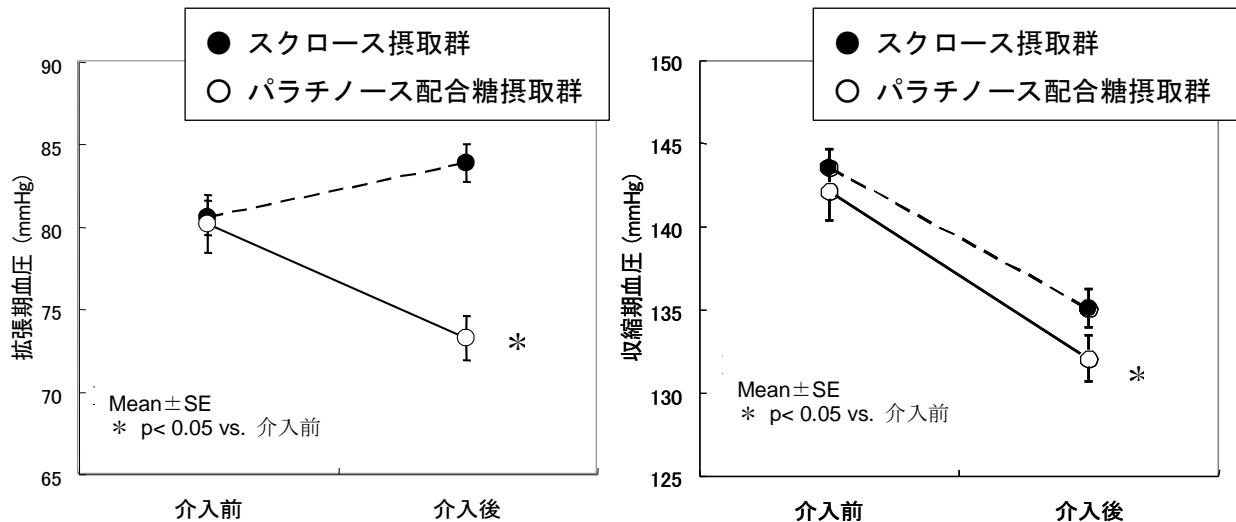 ● スクロース摂取群
○ パラチノース配合糖摂取群
拡張期血圧 (mmHg)
90
85
80
75
70
65
＊
Mean±SE
＊ p< 0.05 vs. 介入前
介入前
介入後
● スクロース摂取群
○ パラチノース配合糖摂取群
収縮期血圧 (mmHg)
150
145
140
135
130
125
＊
Mean±SE
＊ p< 0.05 vs. 介入前
介入前
介入後